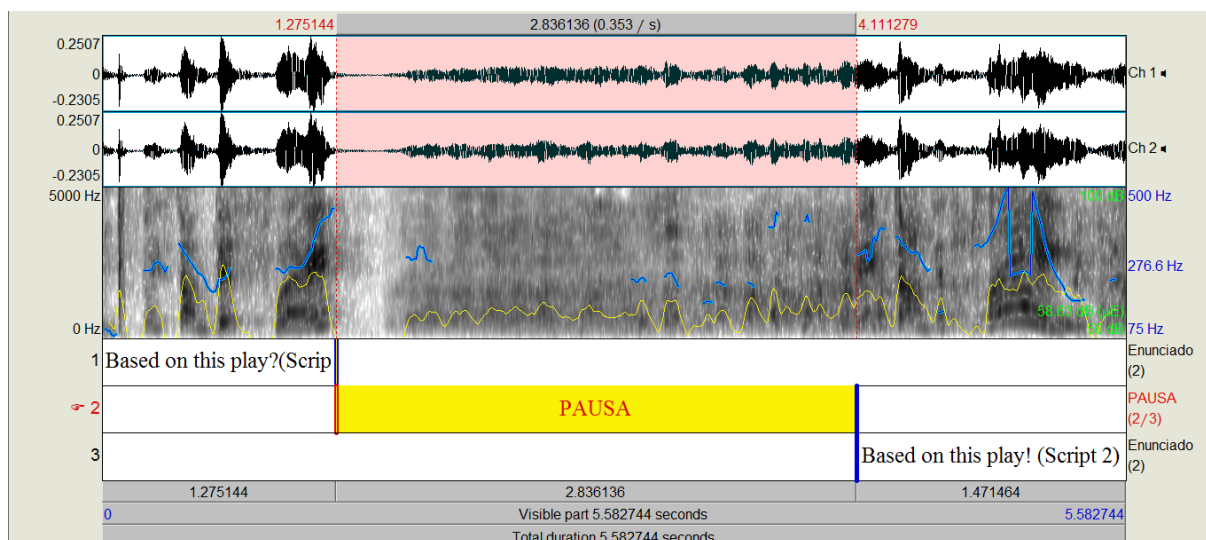 1.275144 2.836136 (0.353 / s) 4.111279
0.2507
0
-0.2305
Ch 1
0.2507
0
-0.2305
Ch 2
5000 Hz
100 dB 500 Hz
276.6 Hz
0 Hz
75 Hz
1 Based on this play?(Scrip
Enunciado
(2)
2 PAUSA
PAUSA
(2/3)
3 Based on this play! (Script 2)
Enunciado
(2)
1.275144 2.836136 1.471464
0 Visible part 5.582744 seconds 5.582744
Total duration 5.582744 seconds